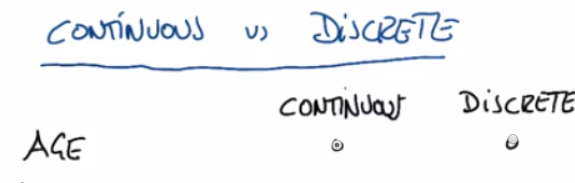 CONTINUOUS vs DISCRETE
CONTINUOUS DISCRETE
AGE